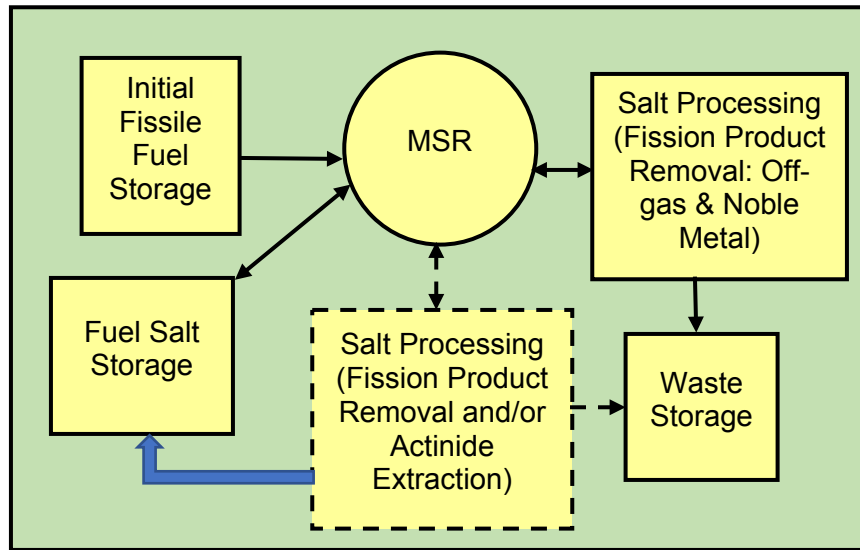 Initial
Fissile
Fuel
Storage
MSR
Salt Processing
(Fission Product
Removal: Off-
gas & Noble
Metal)
Fuel Salt
Storage
Salt Processing
(Fission Product
Removal and/or
Actinide
Extraction)
Waste
Storage